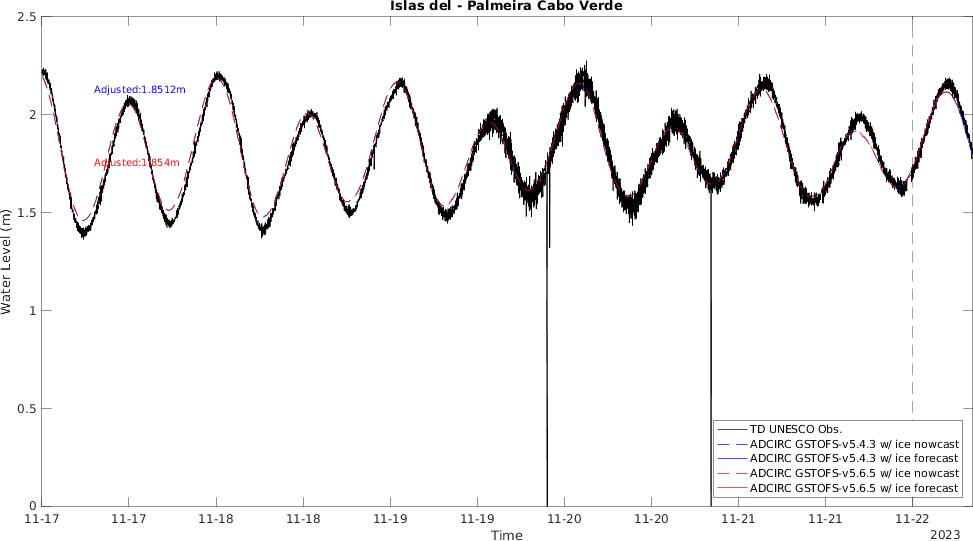 Islas del - Palmeira Cabo Verde
2.5
2
1.5
1
0.5
0
Water Level (m)
Adjusted:1.8512m
Adjusted:1.854m
TD UNESCO Obs.
ADCIRC GSTOFS-v5.4.3 w/ ice nowcast
ADCIRC GSTOFS-v5.4.3 w/ ice forecast
ADCIRC GSTOFS-v5.6.5 w/ ice nowcast
ADCIRC GSTOFS-v5.6.5 w/ ice forecast
11-17 11-17 11-18 11-18 11-19 11-19 11-20 11-20 11-21 11-21 11-22
Time
2023